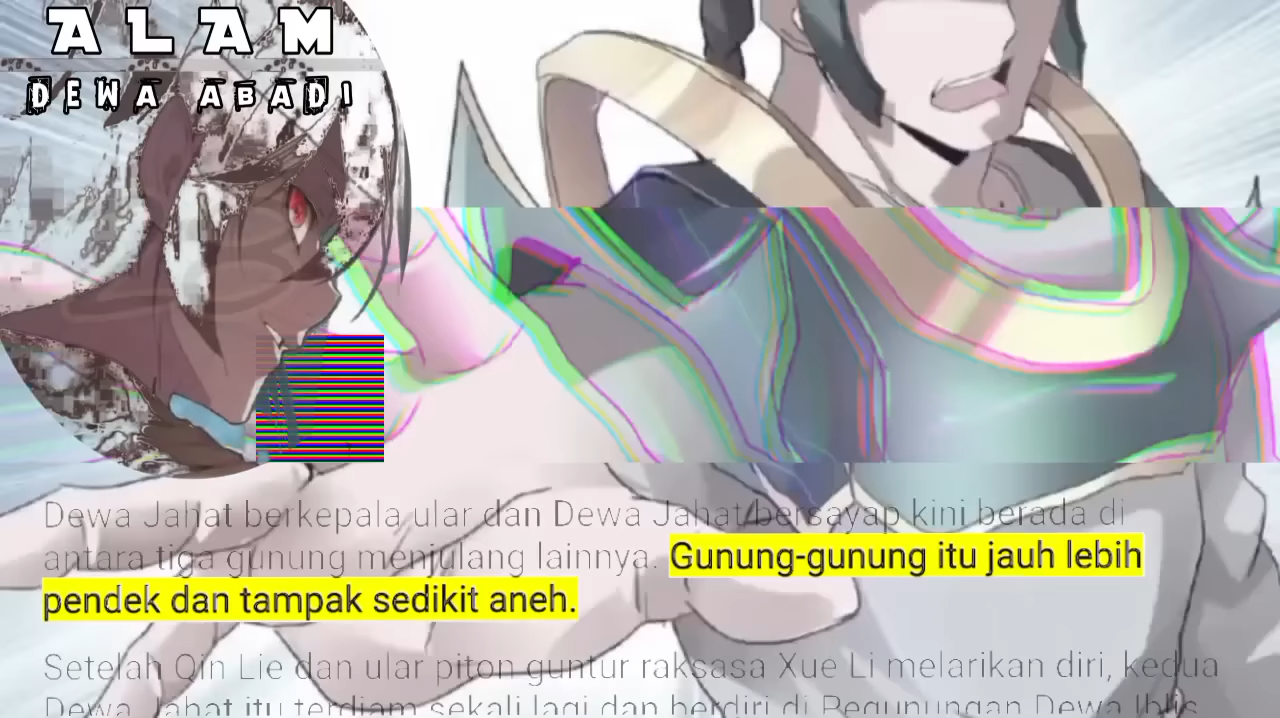 ALAM
DEWA ABADI
Dewa Jahat berkepala ular dan Dewa Jahat bersayap kini berada di
antara tiga gunung menjulang lainnya. Gunung-gunung itu jauh lebih
pendek dan tampak sedikit aneh.
Setelah Qin Lie dan ular piton guntur raksasa Xue Li melarikan diri, kedua
Dewa Jahat itu terdiam sekali lagi dan berdiri di Pegunungan Dewa Iblis